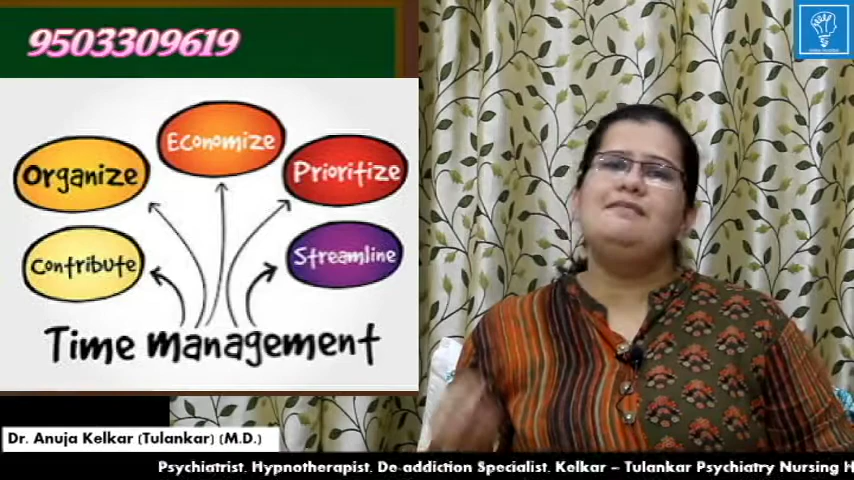 9503309619
Economize
Organize
Prioritize
Contribute
Streamline
Time management
Dr. Anuja Kelkar (Tulankar) (M.D.)
Psychiatrist. Hypnotherapist. De-addiction Specialist. Kelkar – Tulankar Psychiatry Nursing H